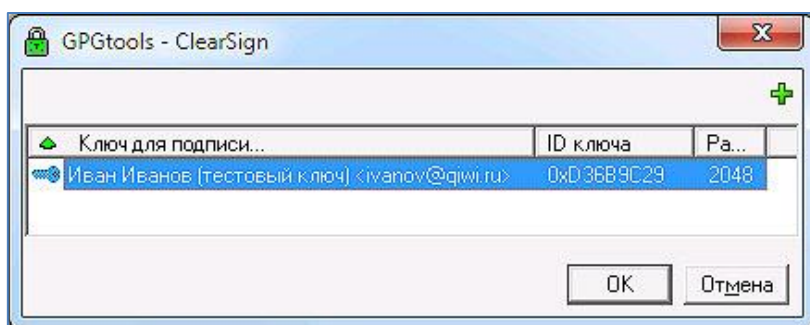 GPGtools - ClearSign
Ключ для подписи... ID ключа Ра...
Иван Иванов (тестовый ключ) <ivanov@qiwi.ru> 0xD36B9C29 2048
OK Отмена